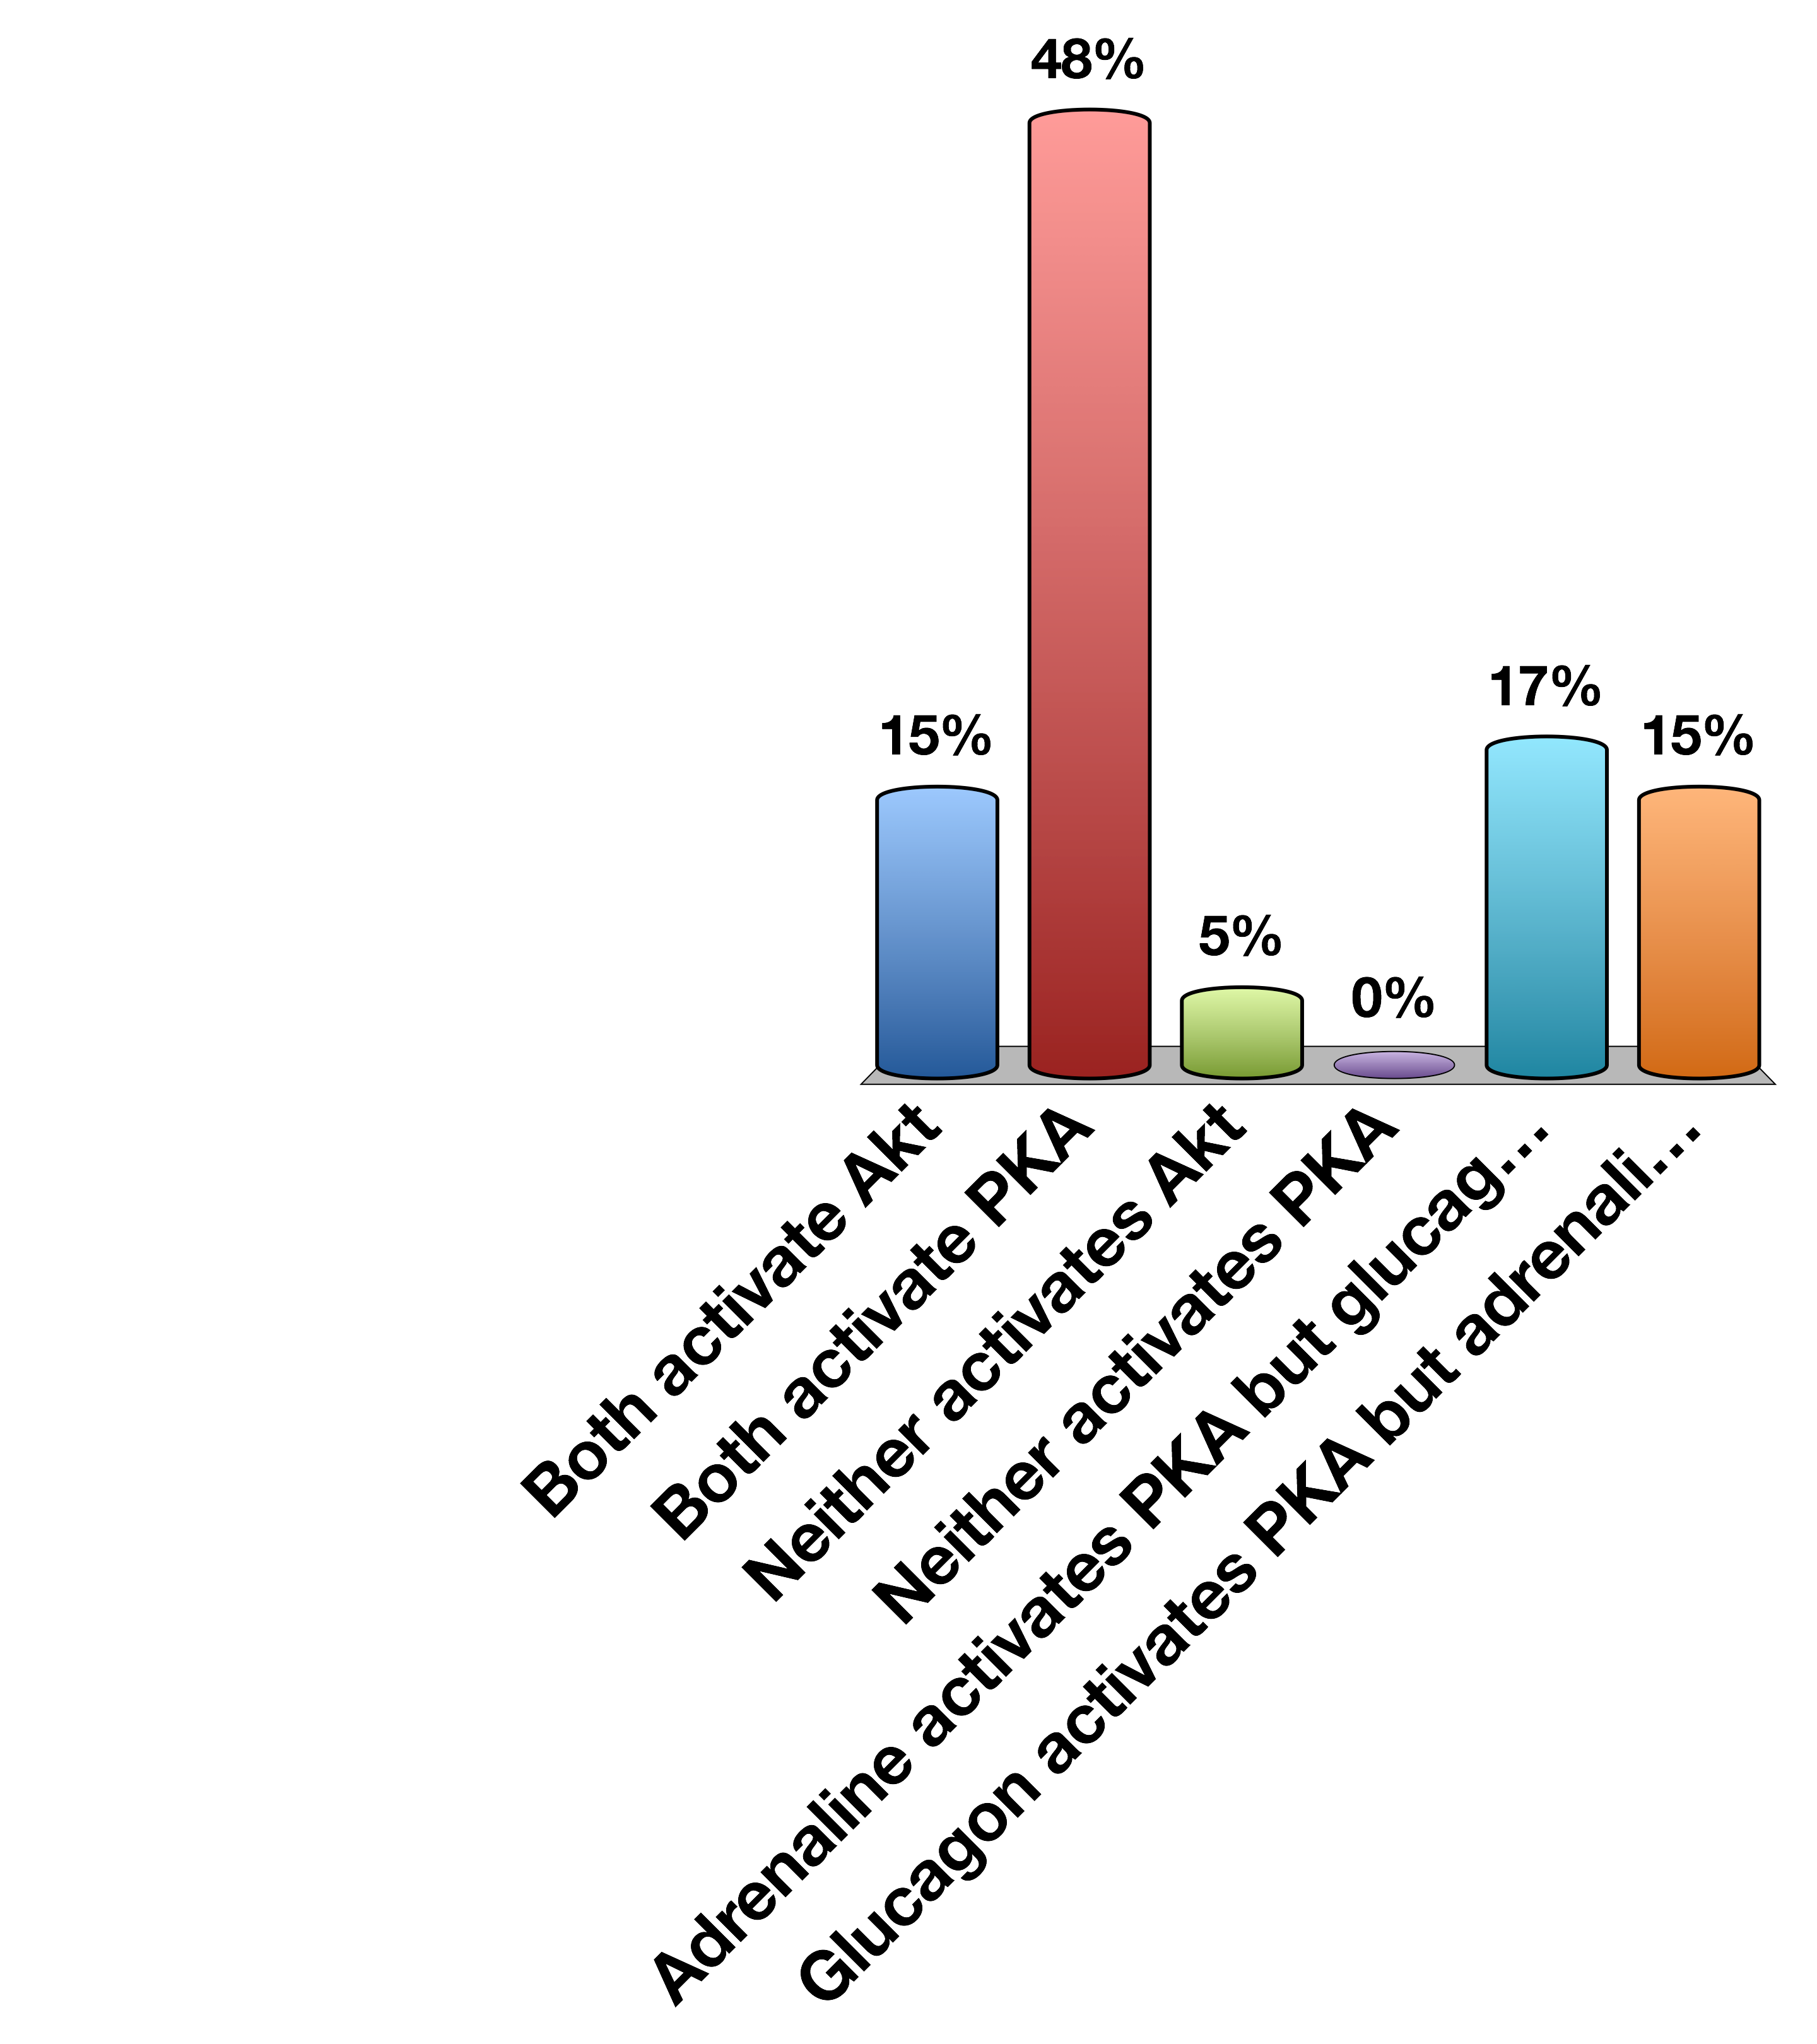 48%
17%
15%
15%
5%
0%
Both activate Akt
Both activate PKA
Neither activates Akt
Neither activates PKA
Adrenaline activates PKA but glucag...
Glucagon activates PKA but adrenali...